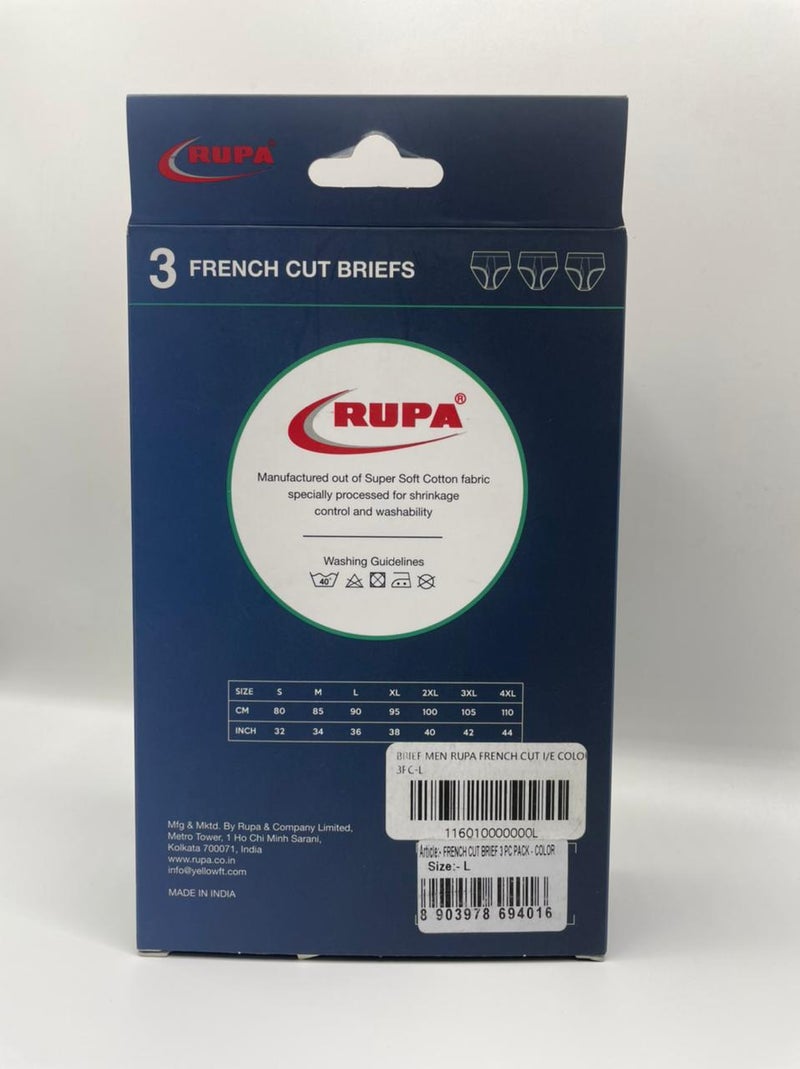 RUPA®
3 FRENCH CUT BRIEFS
RUPA®
Manufactured out of Super Soft Cotton fabric
specially processed for shrinkage
control and washability
Washing Guidelines
40°
SIZE S M L XL 2XL 3XL 4XL
CM 80 85 90 95 100 105 110
INCH 32 34 36 38 40 42 44
BRIEF MEN RUPA FRENCH CUT I/E COLO
3FC-L
116010000000L
Article:- FRENCH CUT BRIEF 3 PC PACK - COLOR
Size:- L
8 903978 694016
Mfg & Mktd. By Rupa & Company Limited,
Metro Tower, 1 Ho Chi Minh Sarani,
Kolkata 700071, India
www.rupa.co.in
info@yellowft.com
MADE IN INDIA